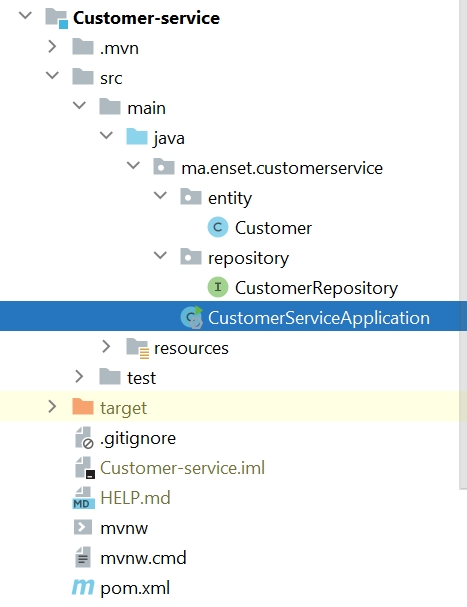 Customer-service
.mvn
src
main
java
ma.enset.customerservice
entity
C Customer
repository
I CustomerRepository
C CustomerServiceApplication
resources
test
target
.gitignore
Customer-service.iml
MD HELP.md
mvnw
mvnw.cmd
m pom.xml